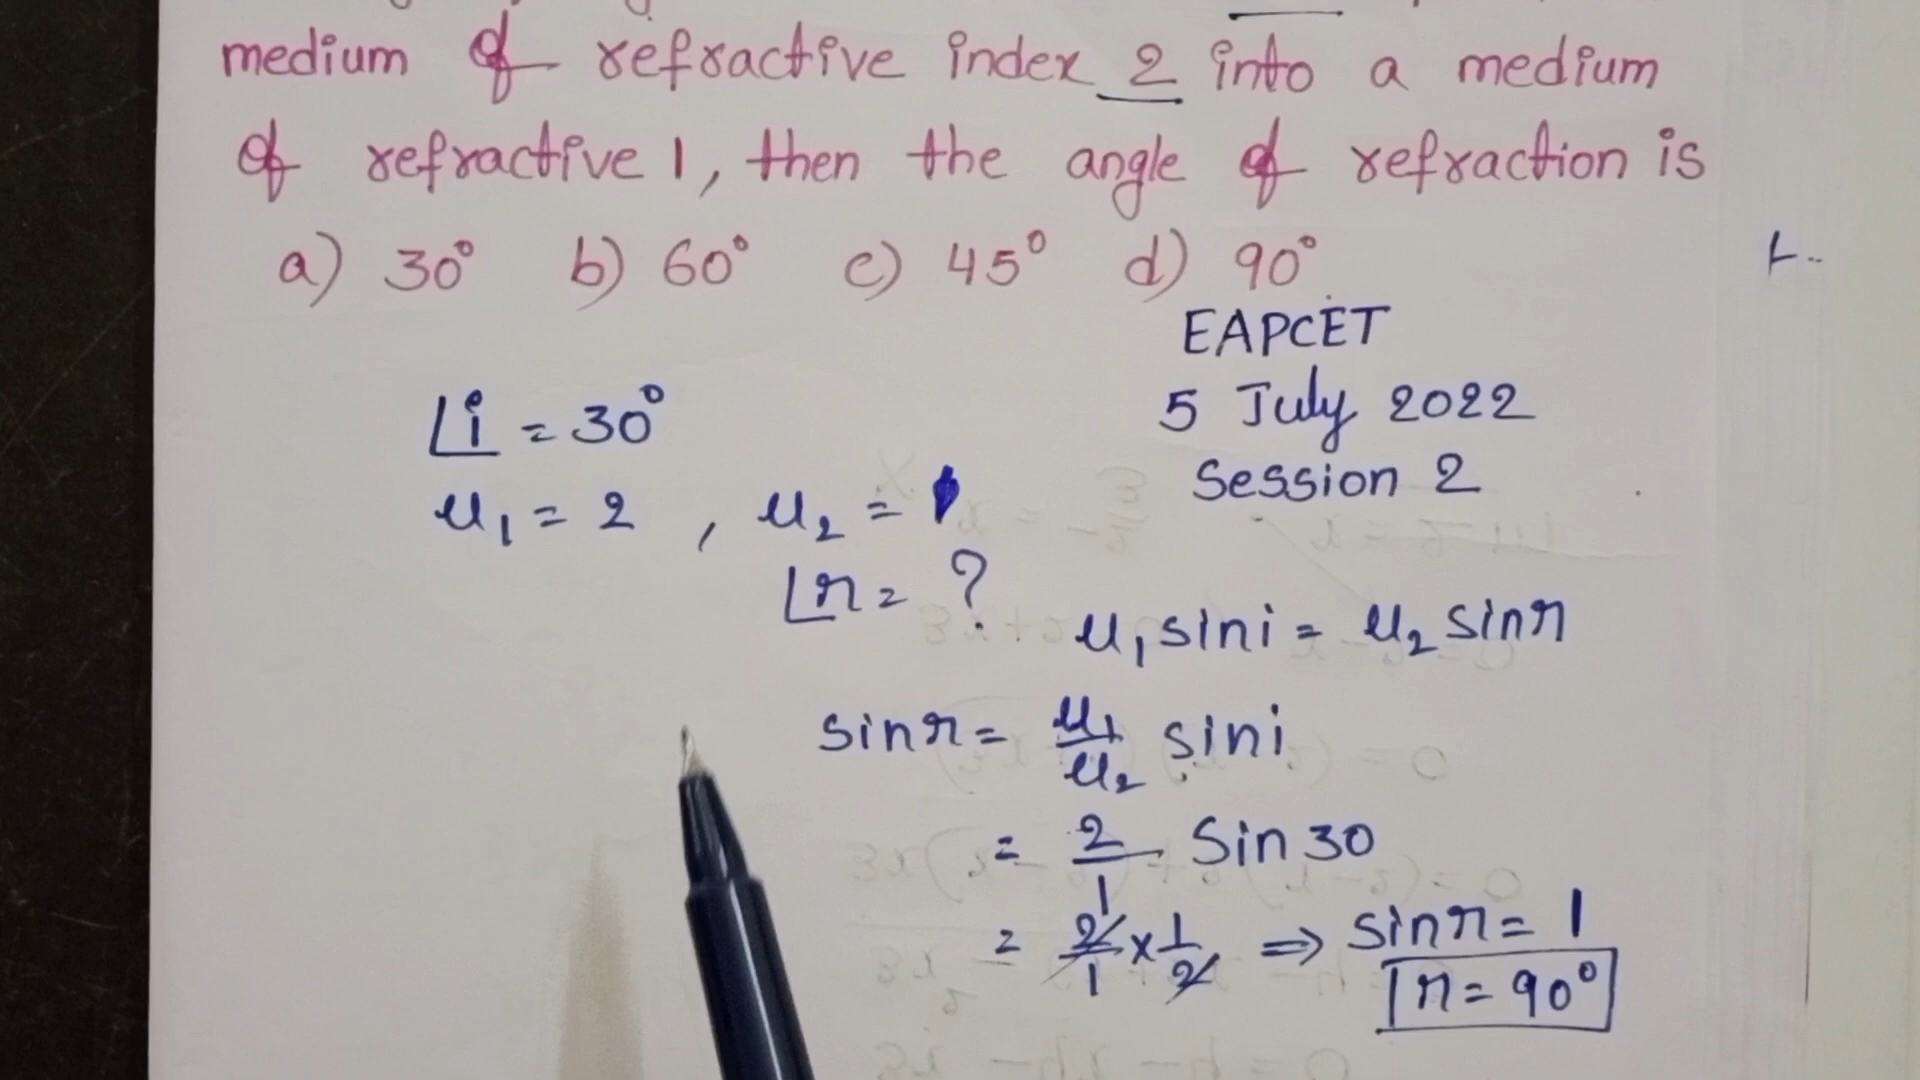 medium of refractive index 2 into a medium
of refractive 1, then the angle of refraction is
a) 30° b) 60° c) 45° d) 90°
EAPCET
5 July 2022
Session 2
∠i = 30°
μ₁ = 2 , μ₂ = 1
∠r = ?
μ₁ sin i = μ₂ sin r
sin r = μ₁/μ₂ sin i
= 2/1 Sin 30
= 2/1 × 1/2 ⇒ sin r = 1
r = 90°